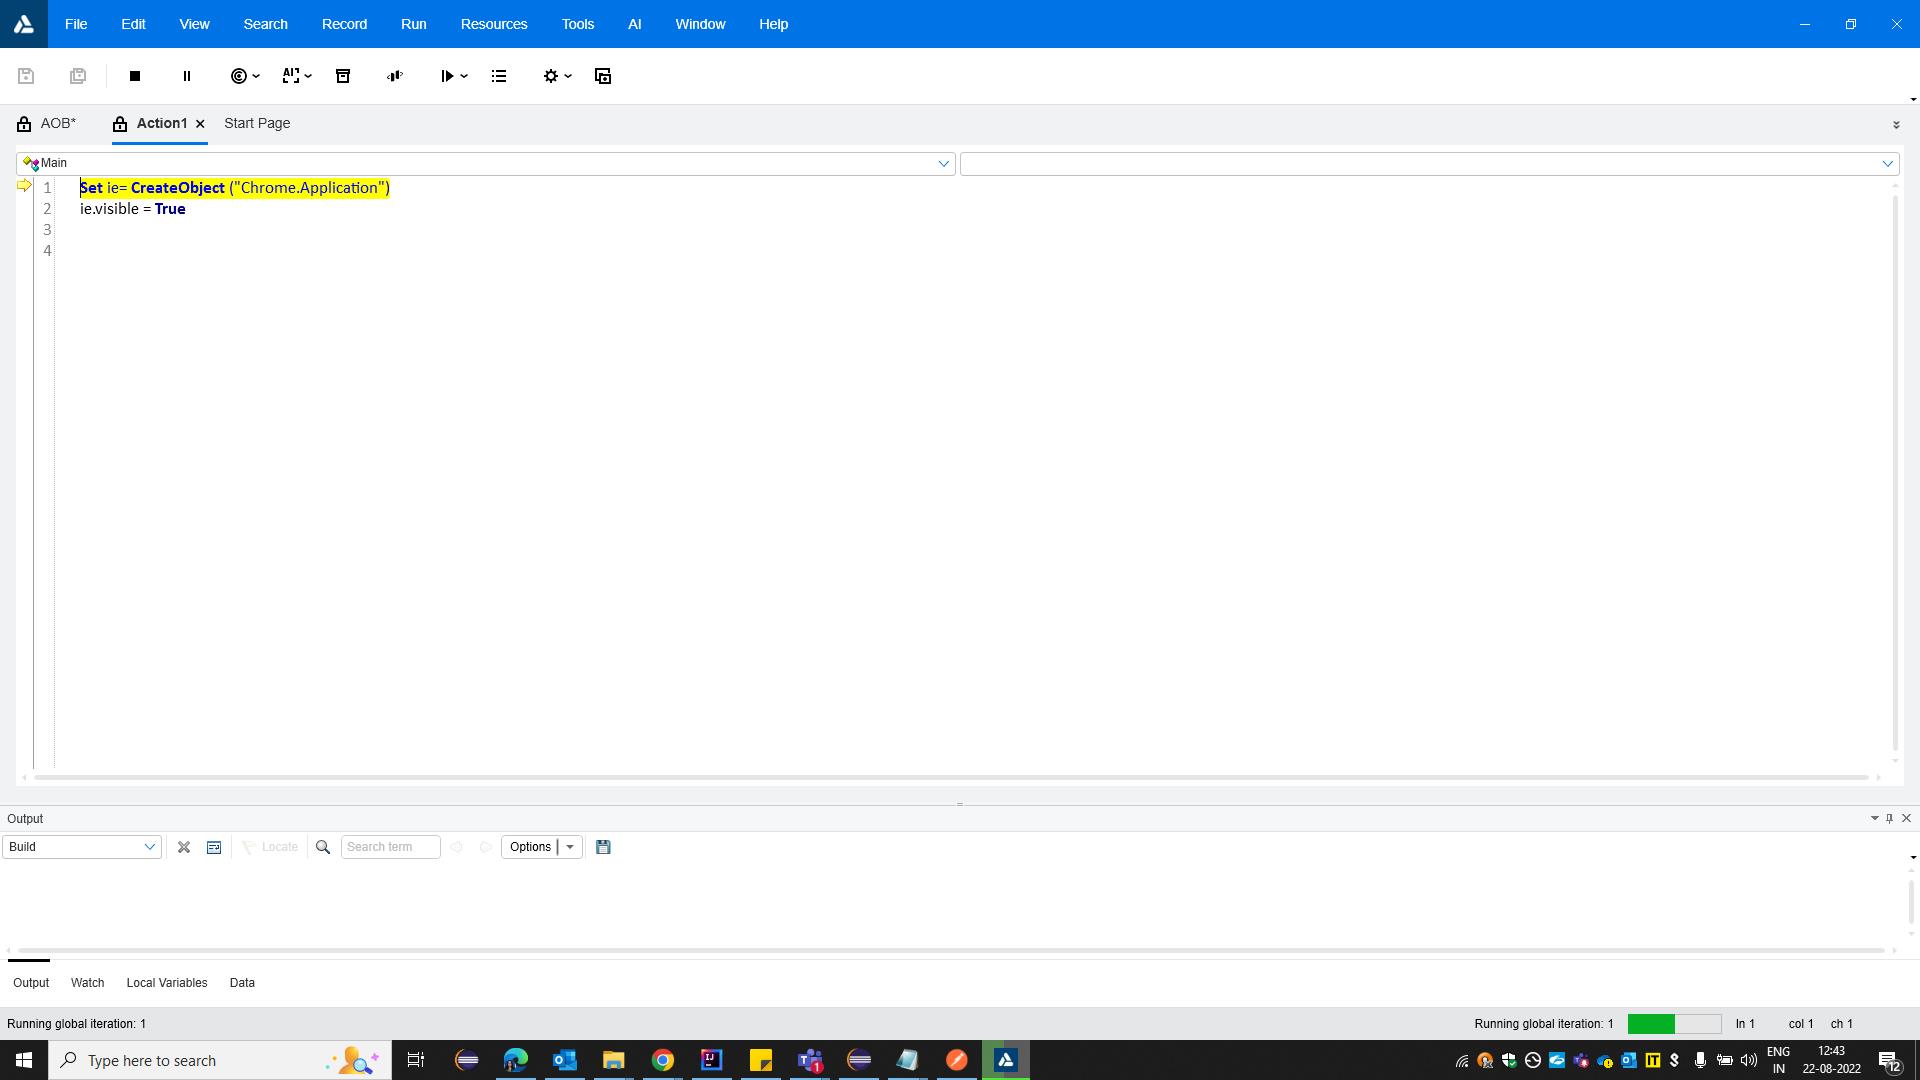 File Edit View Search Record Run Resources Tools AI Window Help
AOB* Action1 Start Page
Main
1 Set ie= CreateObject ("Chrome.Application")
2 ie.visible = True
3
4
Output
Build Locate Search term Options
Output Watch Local Variables Data
Running global iteration: 1 Running global iteration: 1 ln 1 col 1 ch 1
Type here to search
ENG 12:43
IN 22-08-2022 12